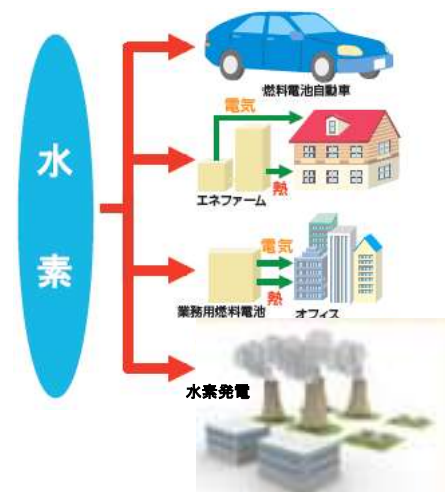 水素
燃料電池自動車
電気
熱
エネファーム
電気
熱
業務用燃料電池
オフィス
水素発電